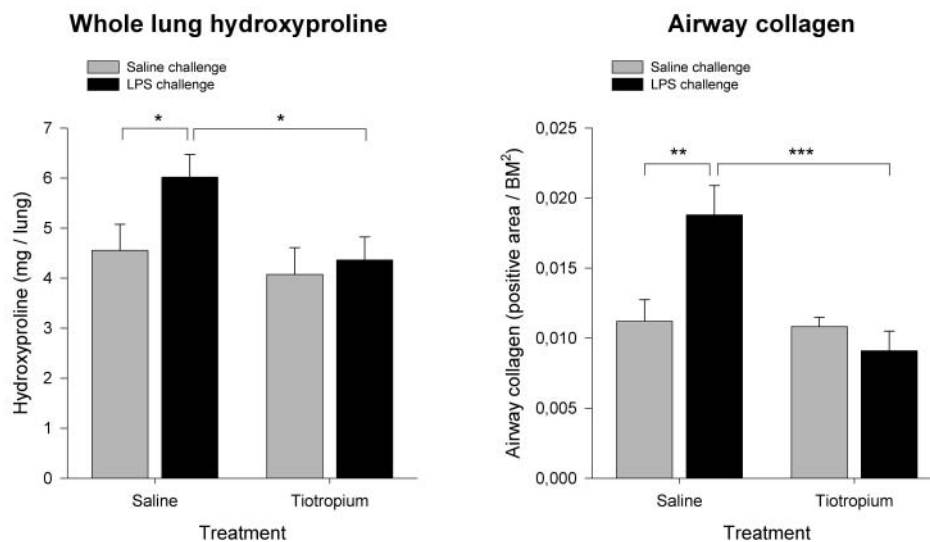 Whole lung hydroxyproline
Saline challenge
LPS challenge
*
*
7
6
5
4
3
2
1
0
Hydroxyproline (mg / lung)
Saline
Tiotropium
Treatment
Airway collagen
Saline challenge
LPS challenge
**
***
0,025
0,020
0,015
0,010
0,005
0,000
Airway collagen (positive area / BM²)
Saline
Tiotropium
Treatment